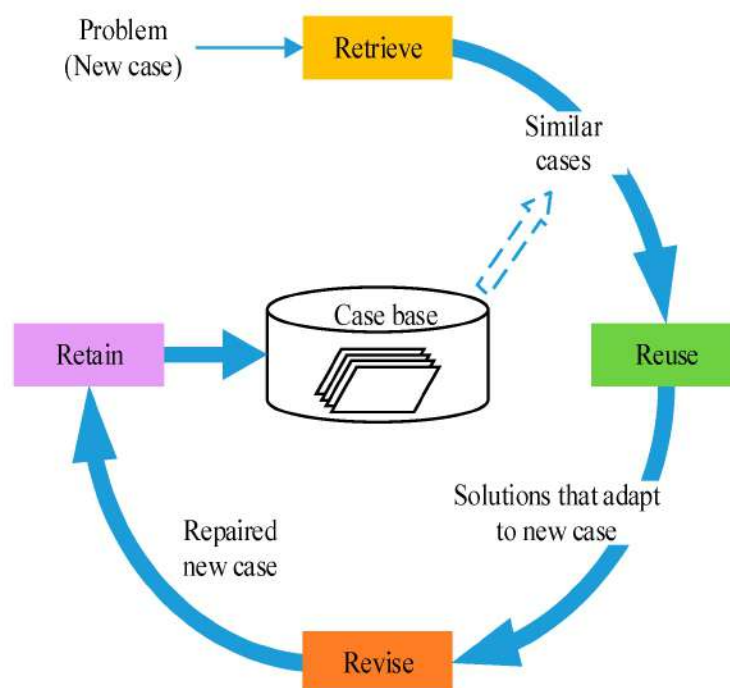 Problem
(New case)
Retrieve
Similar
cases
Case base
Retain
Reuse
Solutions that adapt
to new case
Repaired
new case
Revise